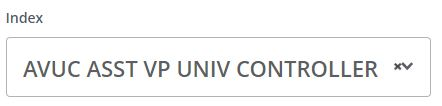 Index
AVUC ASST VP UNIV CONTROLLER